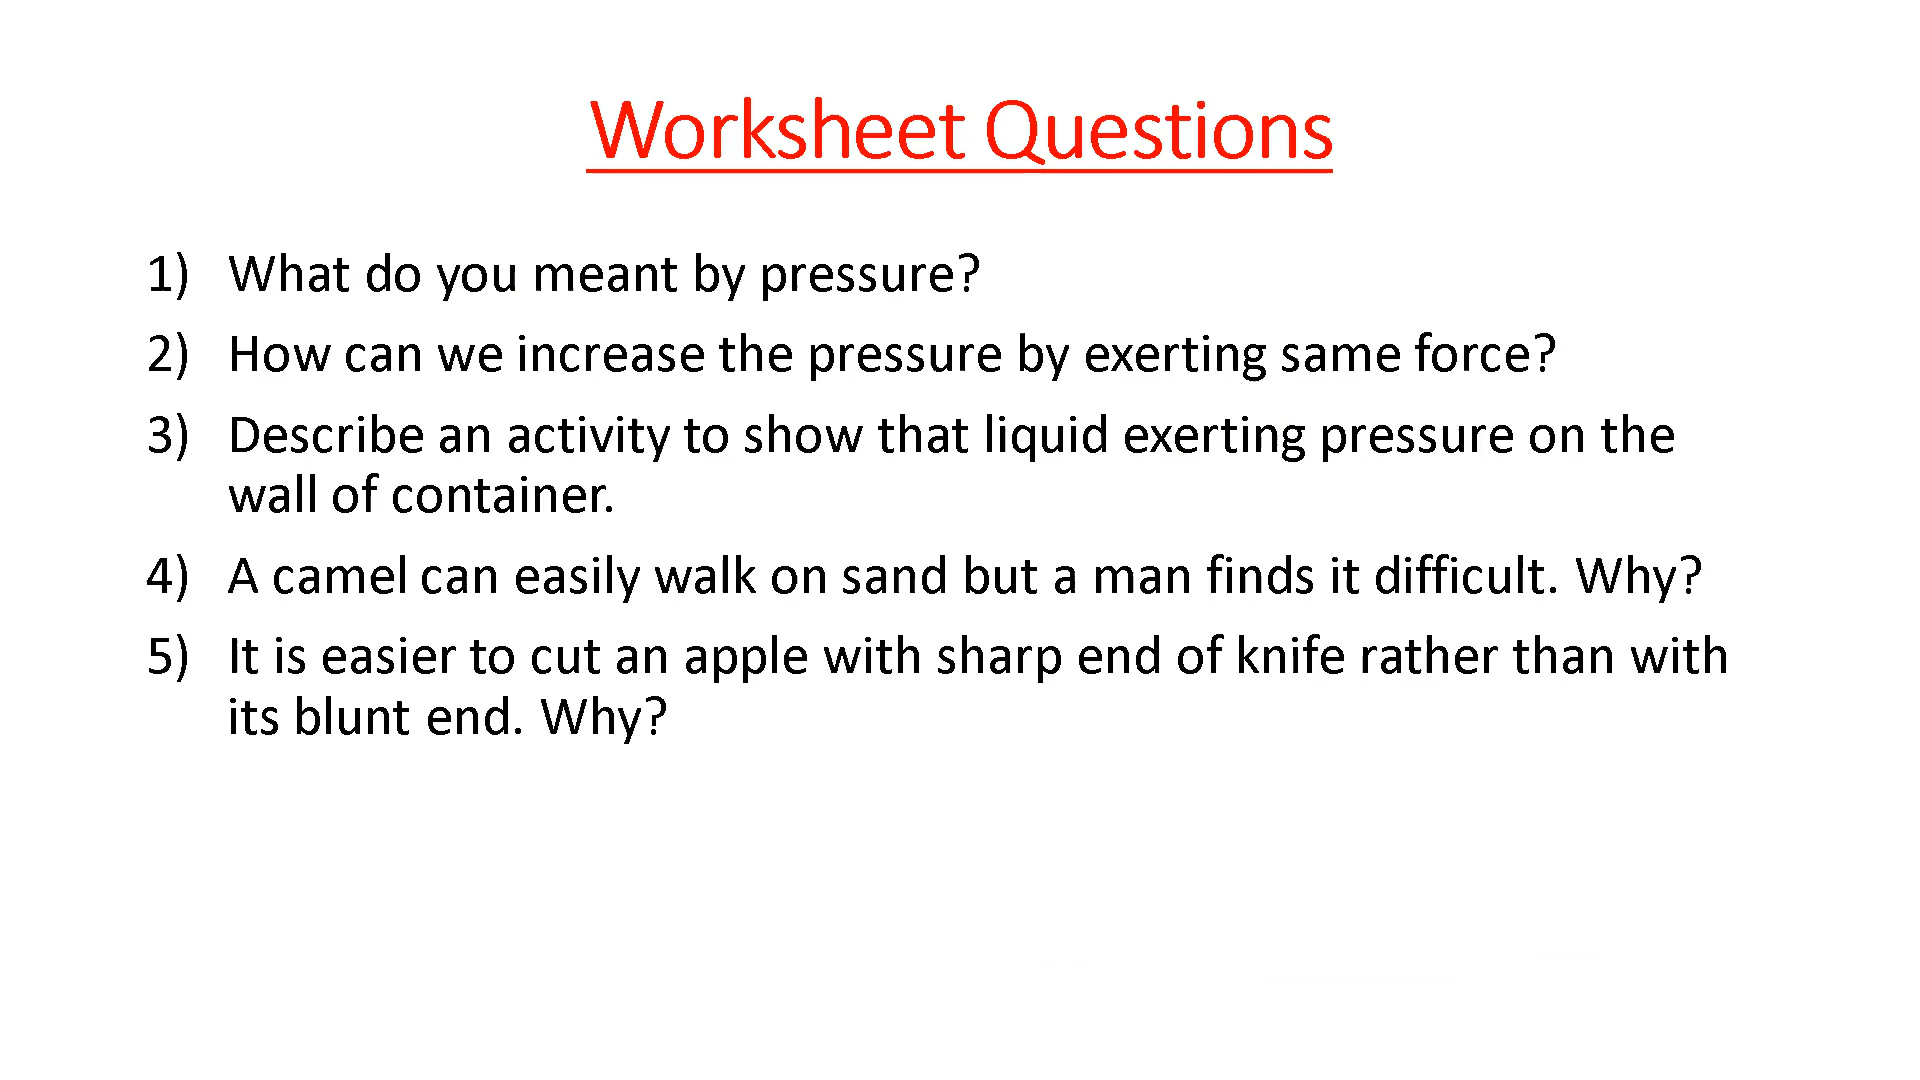 Worksheet Questions
1) What do you meant by pressure?
2) How can we increase the pressure by exerting same force?
3) Describe an activity to show that liquid exerting pressure on the
wall of container.
4) A camel can easily walk on sand but a man finds it difficult. Why?
5) It is easier to cut an apple with sharp end of knife rather than with
its blunt end. Why?